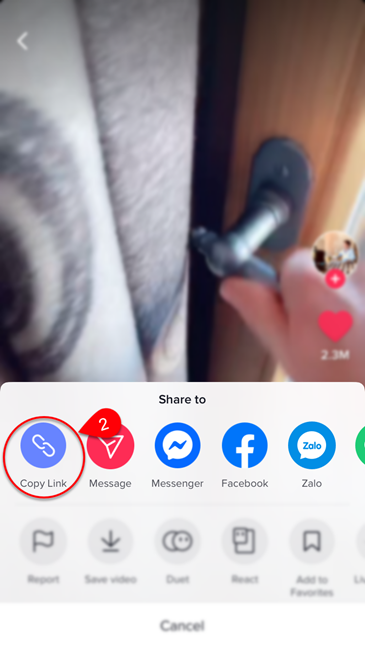 2.3M
Share to
2
Zalo
Copy Link
Message
Messenger
Facebook
Zalo
Report
Save video
Duet
React
Add to
Favorites
Cancel